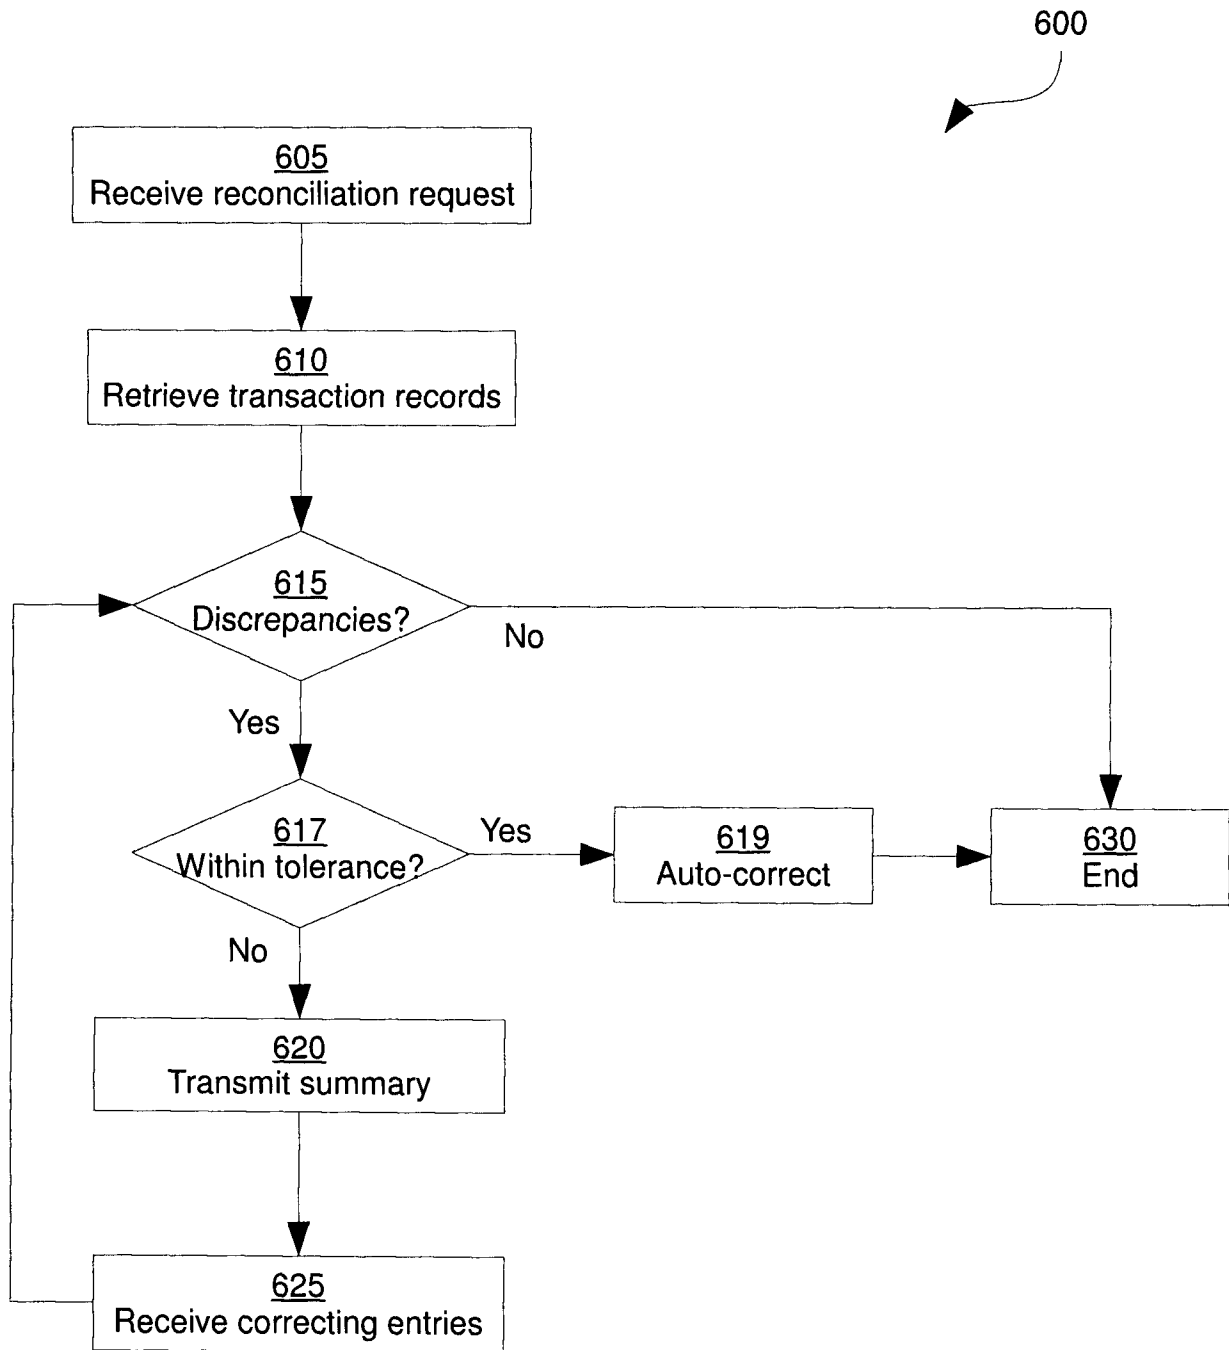 600
605
Receive reconciliation request
610
Retrieve transaction records
615
Discrepancies?
No
Yes
617
Within tolerance?
Yes
619
Auto-correct
630
End
No
620
Transmit summary
625
Receive correcting entries